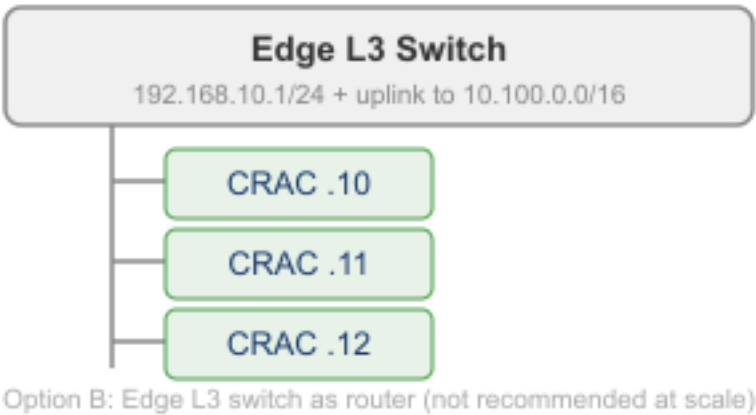 Edge L3 Switch
192.168.10.1/24 + uplink to 10.100.0.0/16
CRAC .10
CRAC .11
CRAC .12
Option B: Edge L3 switch as router (not recommended at scale)